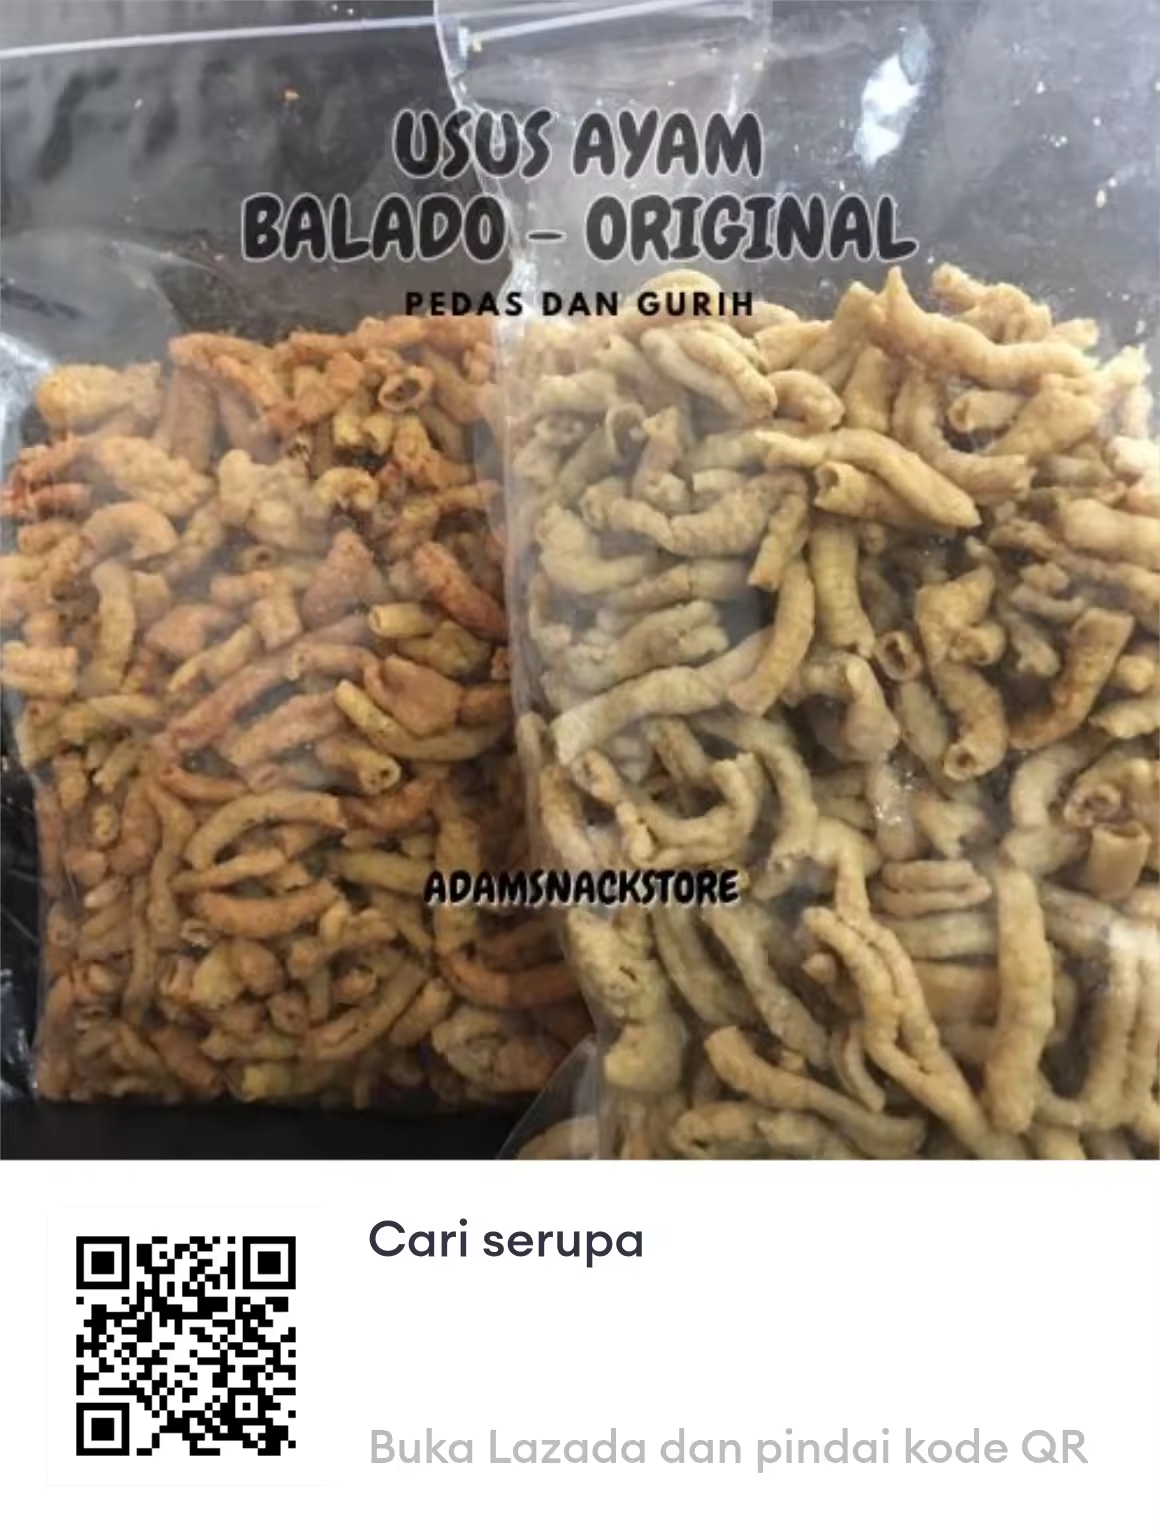 USUS AYAM
BALADO - ORIGINAL
PEDAS DAN GURIH
ADAMSNACKSTORE
Cari serupa
Buka Lazada dan pindai kode QR